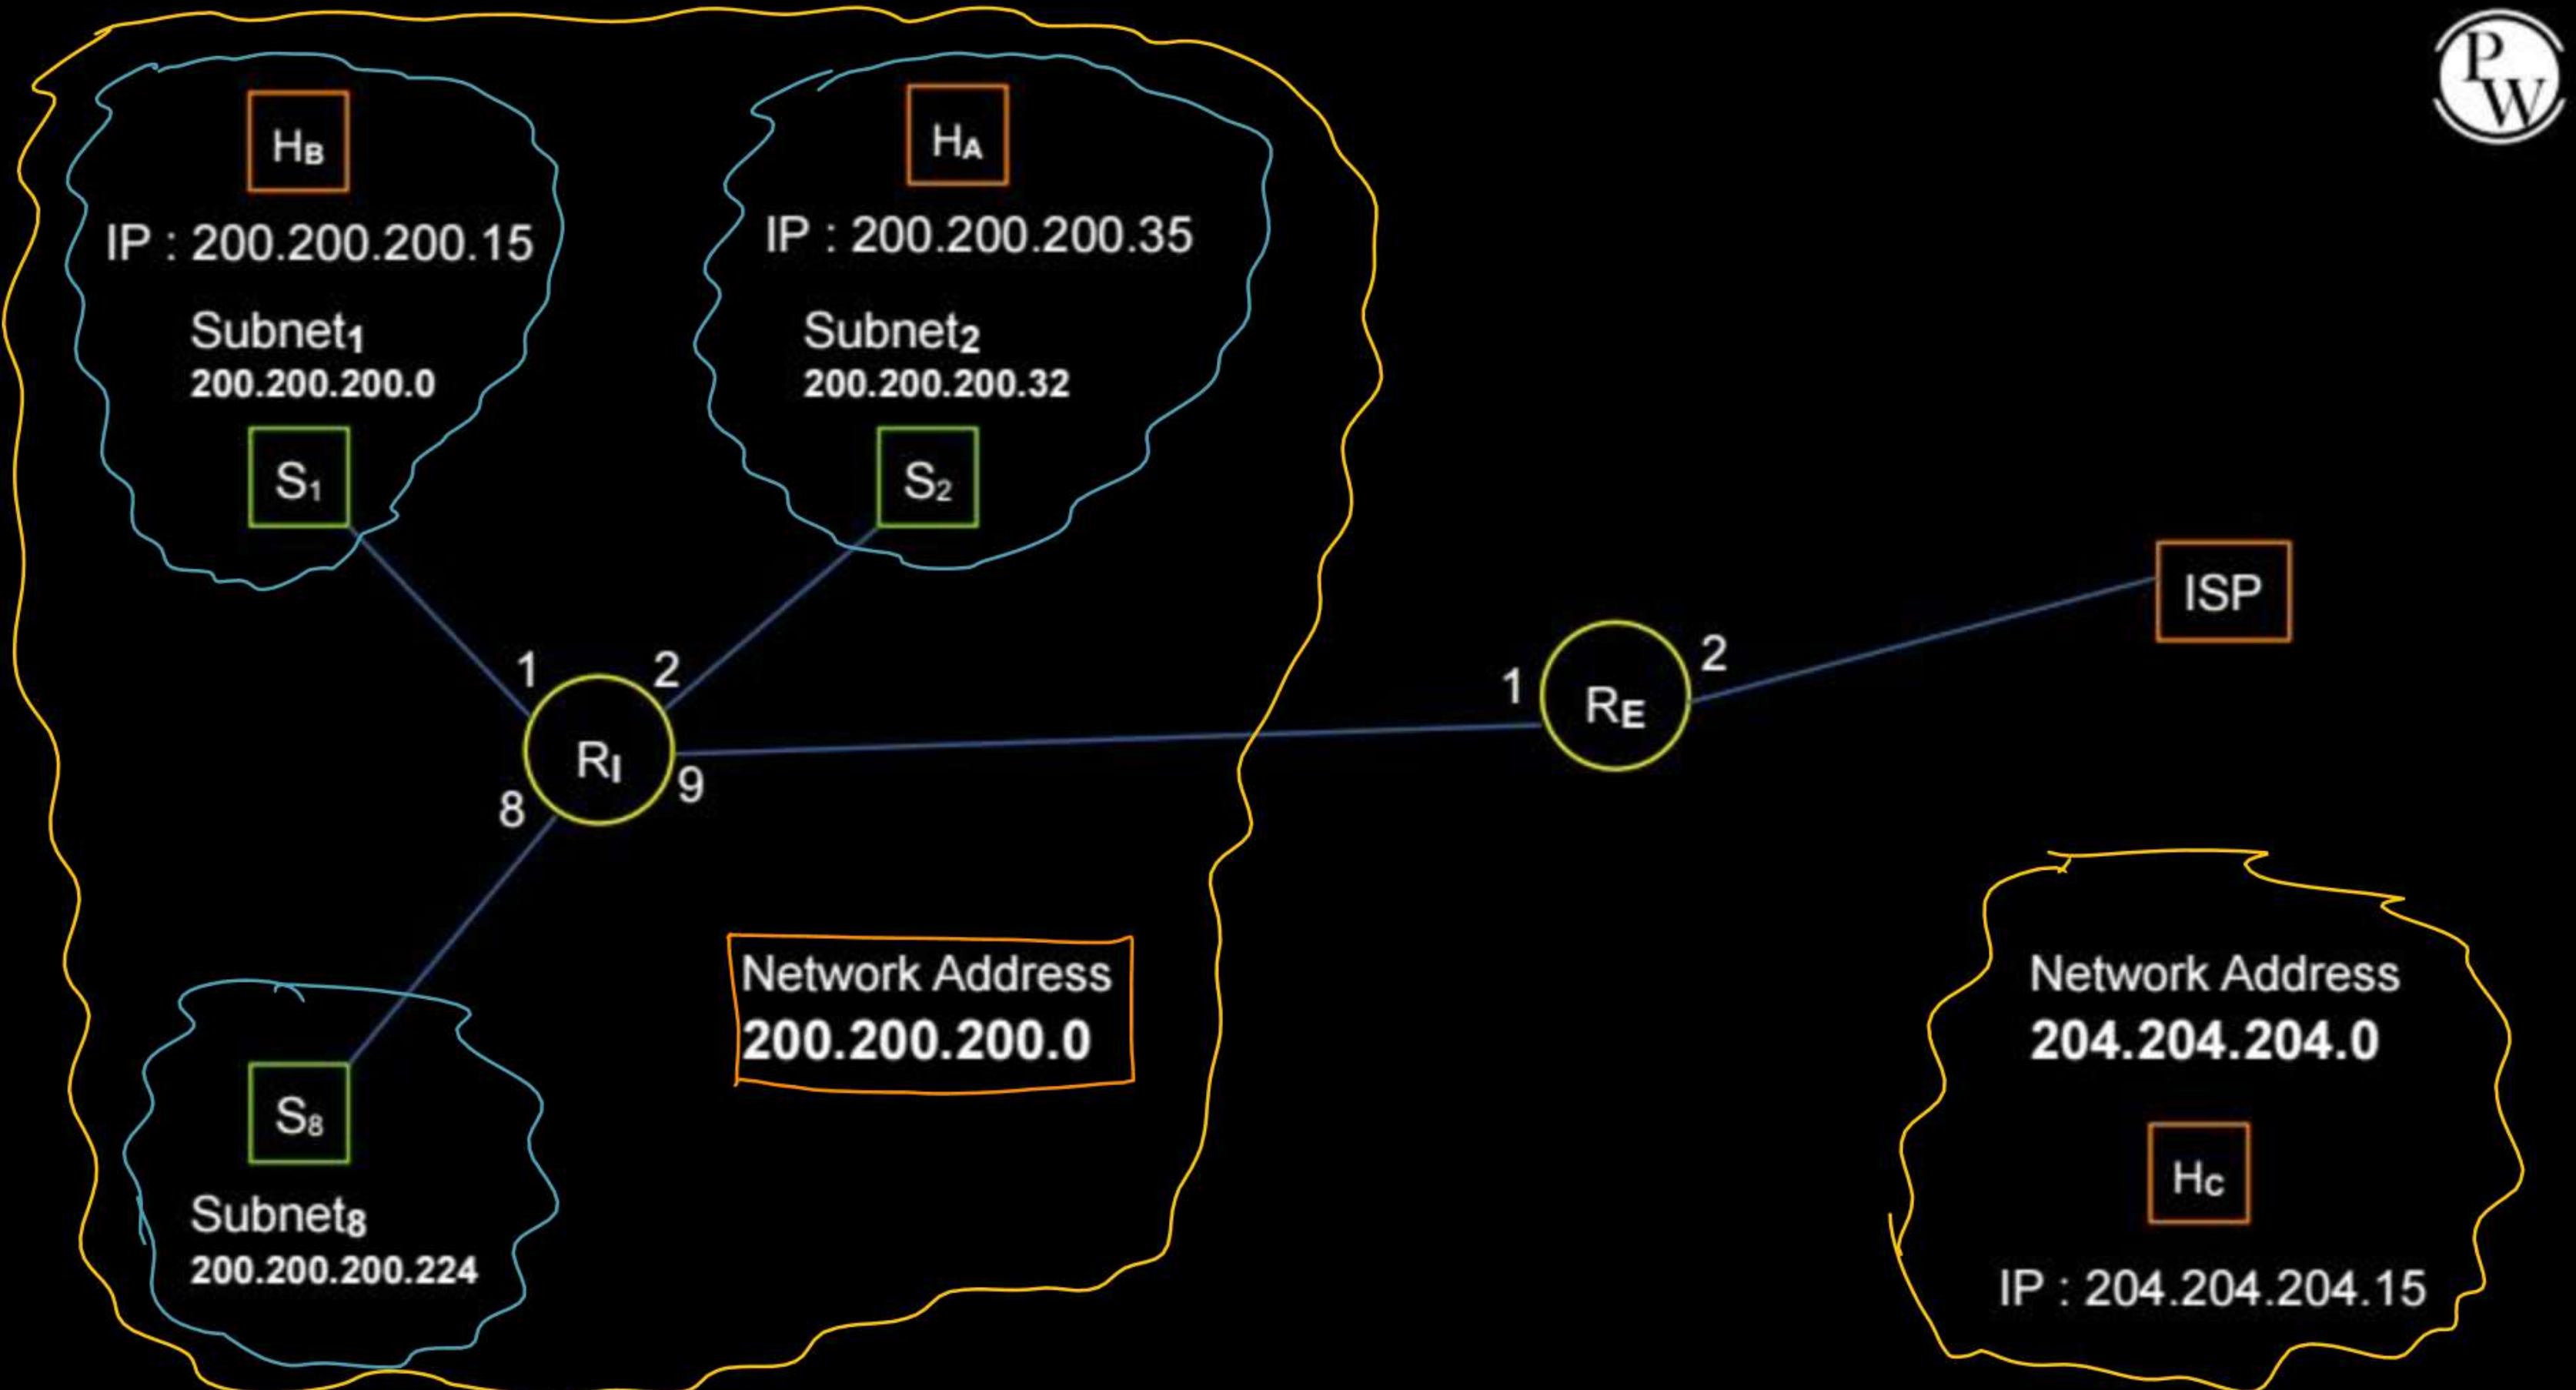 PW
HB
IP : 200.200.200.15
Subnet1
200.200.200.0
S1
HA
IP : 200.200.200.35
Subnet2
200.200.200.32
S2
1
2
RI
8
9
1
RE
2
ISP
S8
Subnet8
200.200.200.224
Network Address
200.200.200.0
Network Address
204.204.204.0
HC
IP : 204.204.204.15